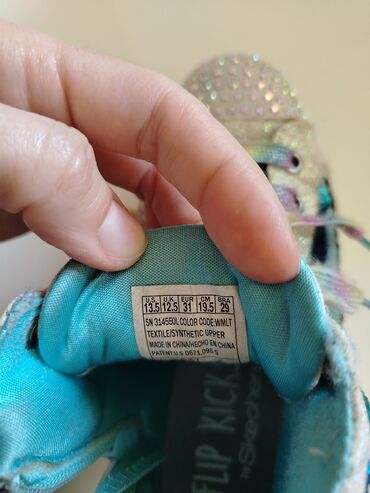 U.S. U.K. EUR CM BRA
13.5 12.5 31 19.5 29
SN 314550L COLOR CODE WMLT
TEXTILE/SYNTHETIC UPPER
MADE IN CHINA/HECHO EN CHINA
PATENT U.S D671,095 S
FLIP KICKS
Skechers